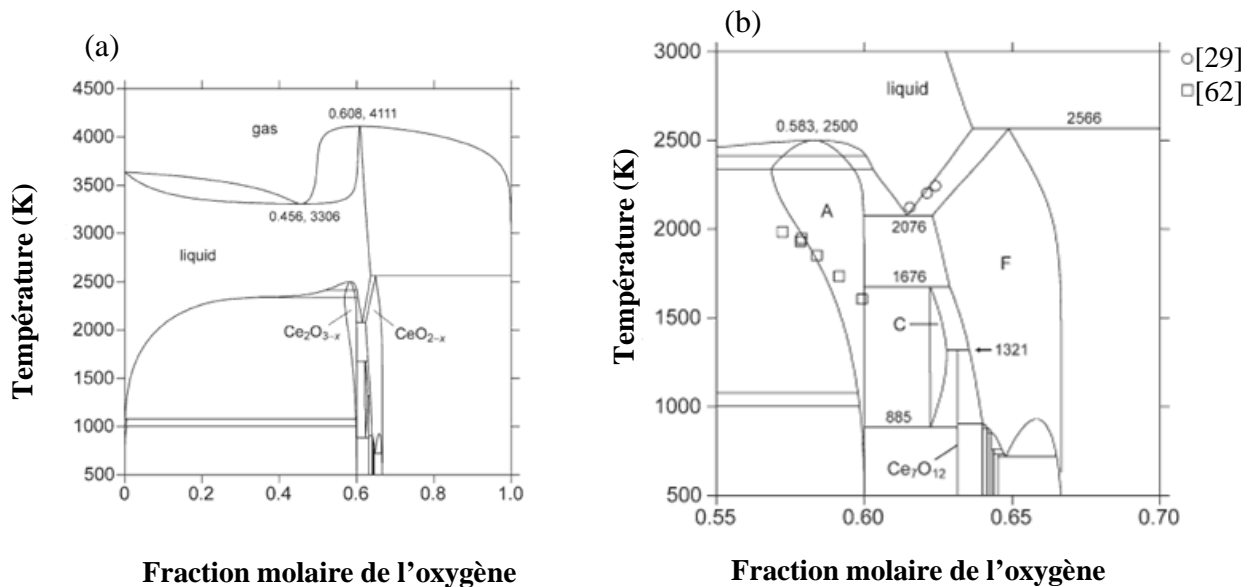 (a)
Température (K)
4500
4000
3500
3000
2500
2000
1500
1000
500
0
0.2
0.4
0.6
0.8
1.0
0.608, 4111
gas
0.456, 3306
liquid
Ce₂O₃₋ₓ
CeO₂₋ₓ
Fraction molaire de l’oxygène
(b)
Température (K)
3000
2500
2000
1500
1000
500
0.55
0.60
0.65
0.70
liquid
[29]
[62]
0.583, 2500
2566
A
2076
F
1676
C
1321
885
Ce₇O₁₂
Fraction molaire de l’oxygène